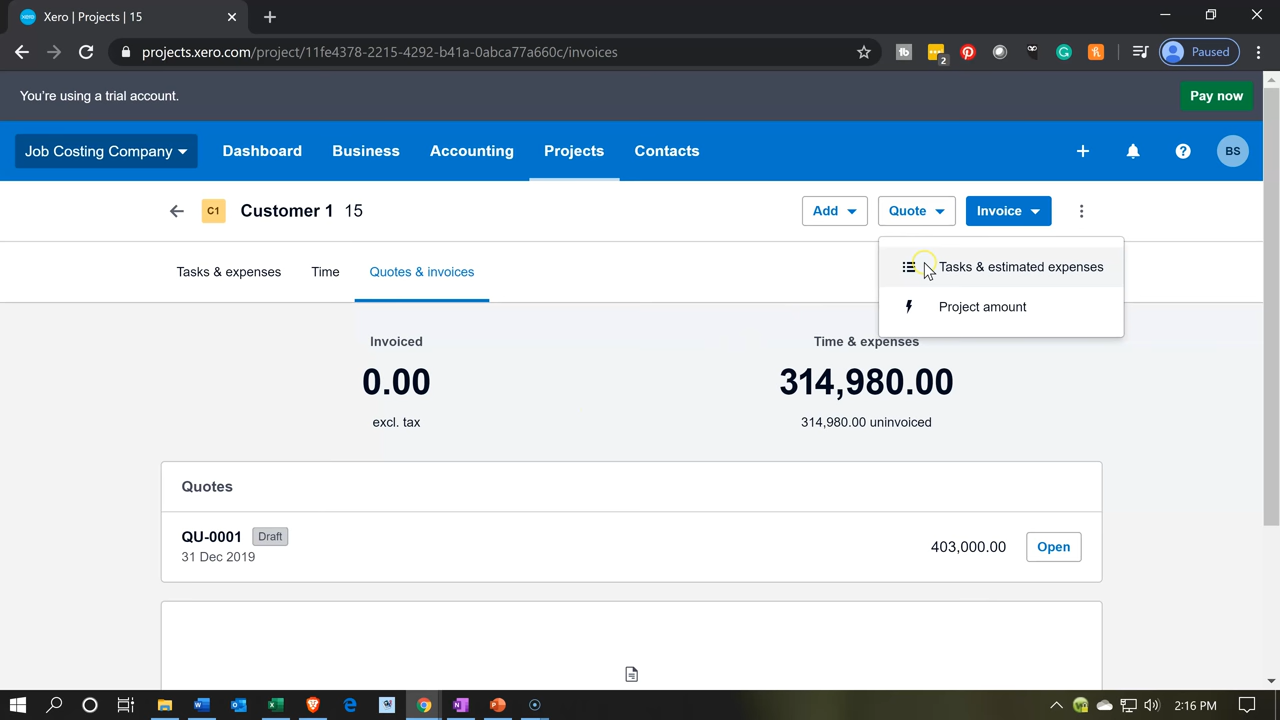 Xero | Projects | 15
projects.xero.com/project/11fe4378-2215-4292-b41a-0abca77a660c/invoices
2
Paused
You're using a trial account.
Pay now
Job Costing Company
Dashboard
Business
Accounting
Projects
Contacts
BS
C1
Customer 1 15
Add
Quote
Invoice
Tasks & expenses
Time
Quotes & invoices
Tasks & estimated expenses
Project amount
Invoiced
0.00
excl. tax
Time & expenses
314,980.00
314,980.00 uninvoiced
Quotes
QU-0001 Draft
31 Dec 2019
403,000.00
Open
2:16 PM